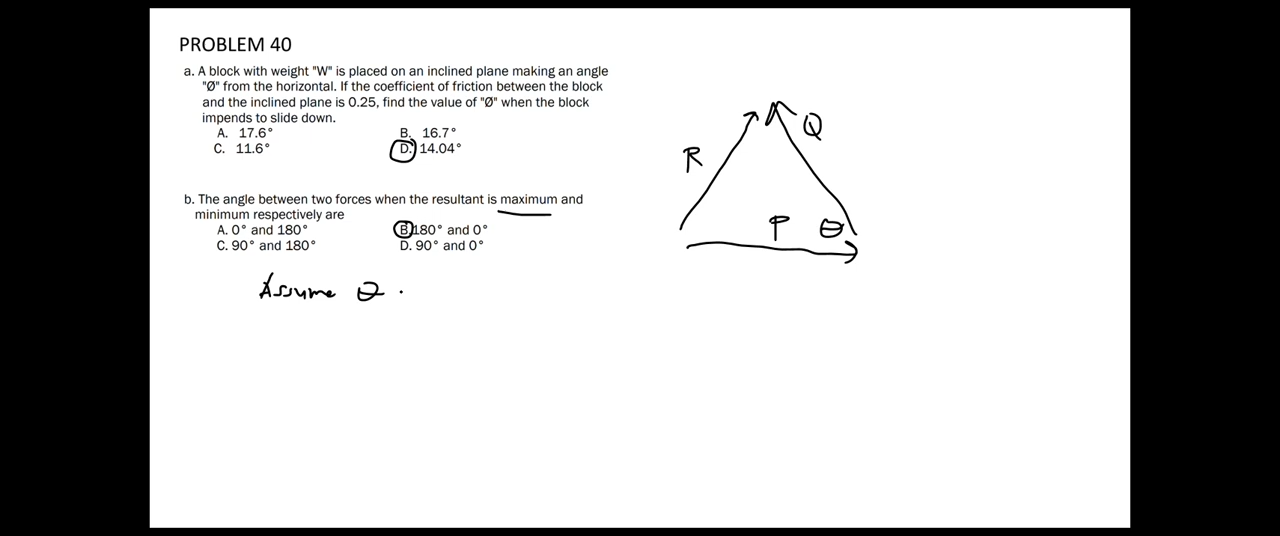 PROBLEM 40
a. A block with weight "W" is placed on an inclined plane making an angle
"Ø" from the horizontal. If the coefficient of friction between the block
and the inclined plane is 0.25, find the value of "Ø" when the block
impends to slide down.
A. 17.6° B. 16.7°
C. 11.6° D. 14.04°
b. The angle between two forces when the resultant is maximum and
minimum respectively are
A. 0° and 180° B. 180° and 0°
C. 90° and 180° D. 90° and 0°
Assume θ .
Q
R
P θ